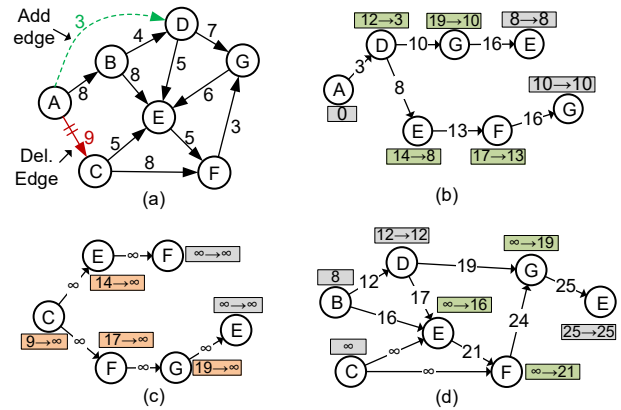 Add
edge
3
D
4
7
B
G
8
8
5
6
A
E
9
5
5
3
Del.
Edge
C
8
F
(a)
12→3
19→10
8→8
D
10
G
16
E
3
A
0
8
10→10
G
E
13
F
16
14→8
17→13
(b)
E
∞
F
∞→∞
∞
14→∞
∞→∞
C
17→∞
E
9→∞
∞
∞
F
∞
G
19→∞
(c)
12→12
∞→19
D
19
G
8
12
25
B
17
∞→16
E
16
E
24
25→25
∞
∞
21
C
∞
F
∞→21
(d)